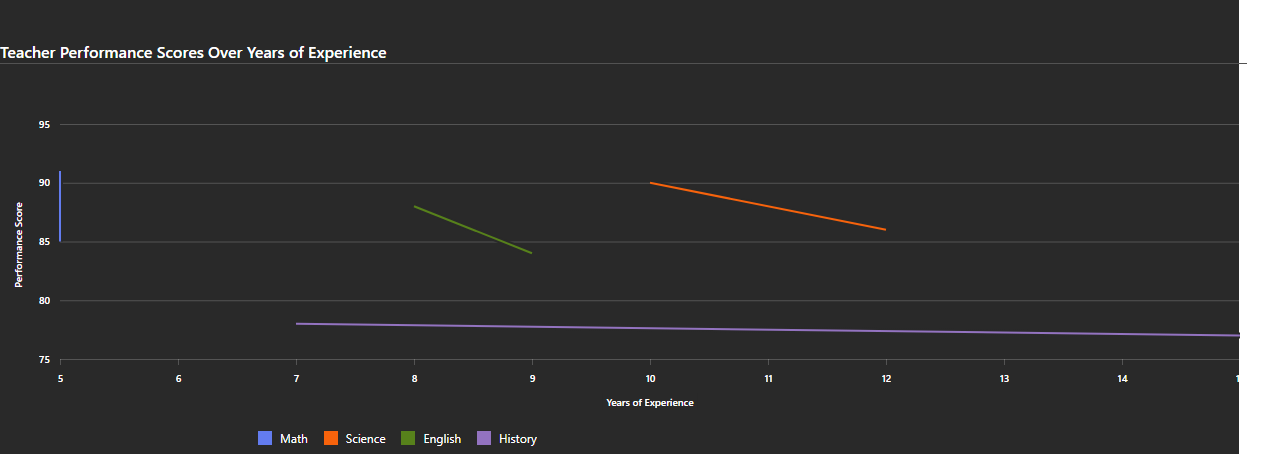 Teacher Performance Scores Over Years of Experience
95
90
85
80
75
Performance Score
5 6 7 8 9 10 11 12 13 14
Years of Experience
Math Science English History